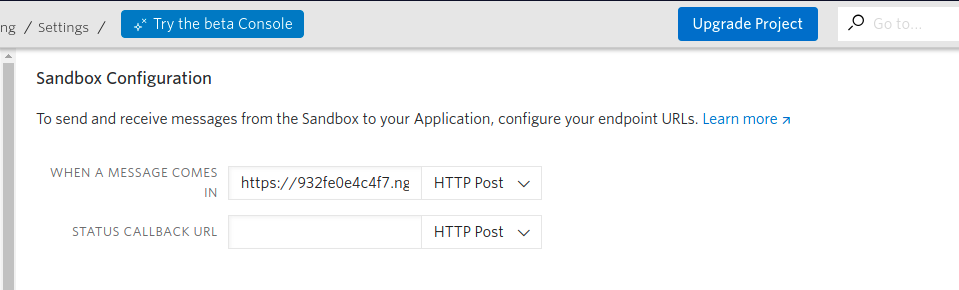 ng / Settings / Try the beta Console Upgrade Project Go to...
Sandbox Configuration
To send and receive messages from the Sandbox to your Application, configure your endpoint URLs. Learn more ↗
WHEN A MESSAGE COMES
IN
https://932fe0e4c4f7.ng HTTP Post
STATUS CALLBACK URL HTTP Post